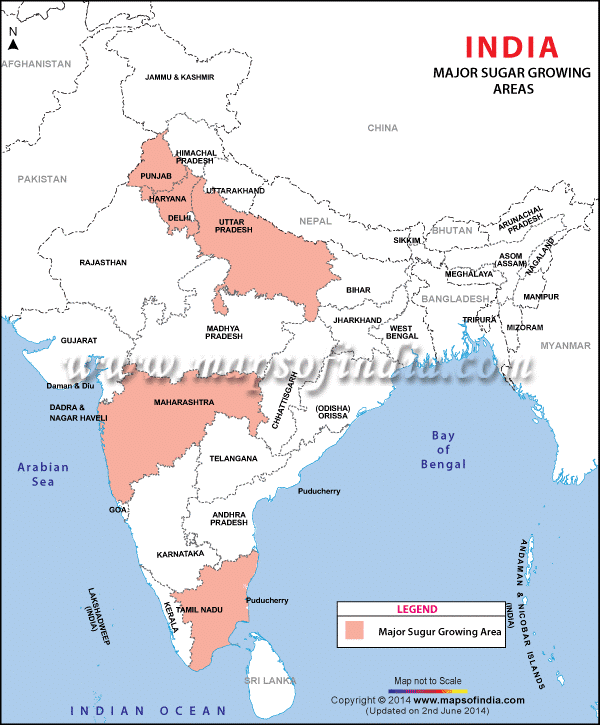 N
INDIA
MAJOR SUGAR GROWING
AREAS
AFGHANISTAN
JAMMU & KASHMIR
CHINA
HIMACHAL
PRADESH
PAKISTAN
PUNJAB
UTTARAKHAND
HARYANA
DELHI
UTTAR
PRADESH
NEPAL
ARUNACHAL
PRADESH
BHUTAN
SIKKIM
ASOM
(ASSAM)
NAGALAND
RAJASTHAN
MEGHALAYA
BIHAR
BANGLADESH
MANIPUR
JHARKHAND
TRIPURA
MIZORAM
WEST
BENGAL
MADHYA
PRADESH
GUJARAT
MYANMAR
www.mapsofindia.com
Daman & Diu
CHHATTISGARH
MAHARASHTRA
DADRA &
NAGAR HAVELI
(ODISHA)
ORISSA
Bay
of
Bengal
TELANGANA
Arabian
Sea
Puducherry
GOA
ANDHRA
PRADESH
KARNATAKA
ANDAMAN & NICOBAR ISLANDS
(INDIA)
LAKSHADWEEP
(INDIA)
KERALA
TAMIL NADU
Puducherry
LEGEND
Major Sugur Growing Area
SRI LANKA
Map not to Scale
Copyright © 2014 www.mapsofindia.com
(Updated on 2nd June 2014)
INDIAN OCEAN